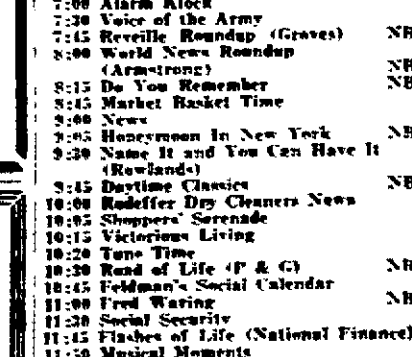 7:00 Alarm Klock
7:30 Voice of the Army
7:45 Reveille Roundup (Groves) NB
8:00 World News Roundup
(Armstrong) NB
8:15 Do You Remember NB
8:45 Market Basket Time
9:00 News
9:05 Honeymoon In New York NB
9:30 Name It and You Can Have It
(Rowlands)
9:45 Daytime Classics NB
10:00 Rodeffer Dry Cleaners News
10:05 Shoppers' Serenade
10:15 Victorious Living
10:20 Tune Time
10:30 Road of Life (P & G) NB
10:45 Feldman's Social Calendar
11:00 Fred Waring NB
11:30 Social Security
11:45 Flashes of Life (National Finance)
11:50 Musical Moments